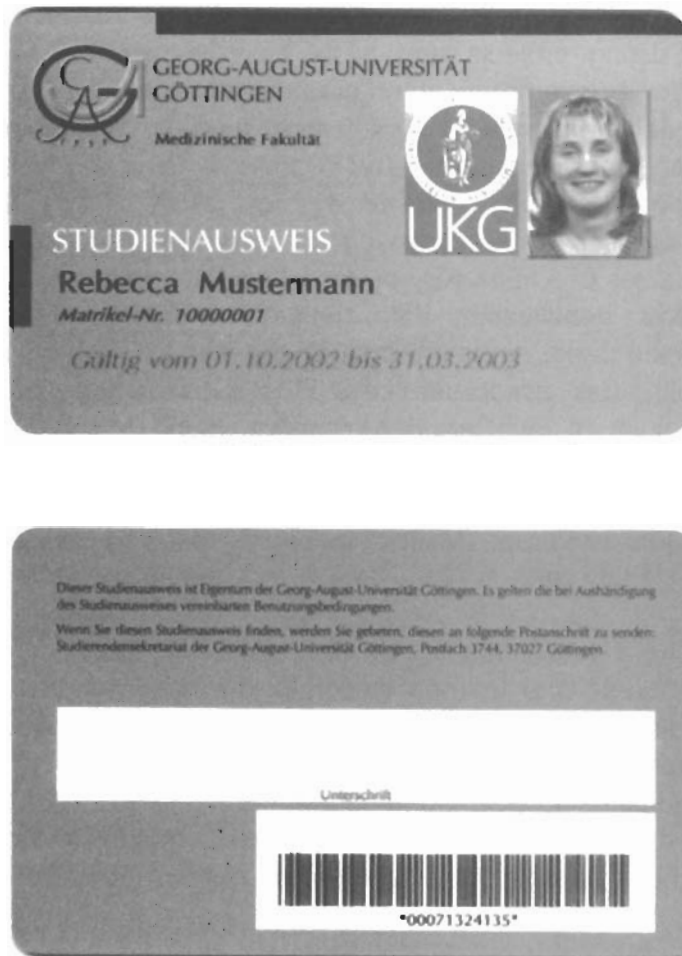 GEORG-AUGUST-UNIVERSITÄT
GÖTTINGEN
Medizinische Fakultät
UKG
STUDIENAUSWEIS
Rebecca Mustermann
Matrikel-Nr. 10000001
Gültig vom 01.10.2002 bis 31.03.2003
Dieser Studienausweis ist Eigentum der Georg-August-Universität Göttingen. Es gelten die bei Aushändigung
des Studienausweises vereinbarten Benutzungsbedingungen.
Wenn Sie diesen Studienausweis finden, werden Sie gebeten, diesen an folgende Postanschrift zu senden:
Studierendensekretariat der Georg-August-Universität Göttingen, Postfach 3744, 37027 Göttingen.
Unterschrift
*00071324135*